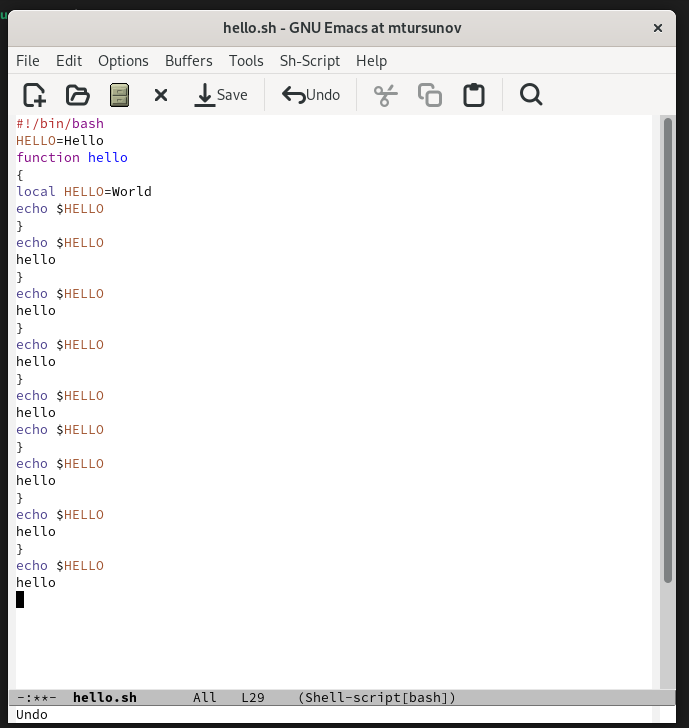 hello.sh - GNU Emacs at mtursunov
File Edit Options Buffers Tools Sh-Script Help
Save Undo
#!/bin/bash
HELLO=Hello
function hello
{
local HELLO=World
echo $HELLO
}
echo $HELLO
hello
}
echo $HELLO
hello
}
echo $HELLO
hello
}
echo $HELLO
hello
echo $HELLO
}
echo $HELLO
hello
}
echo $HELLO
hello
}
echo $HELLO
hello
-:**- hello.sh All L29 (Shell-script[bash])
Undo